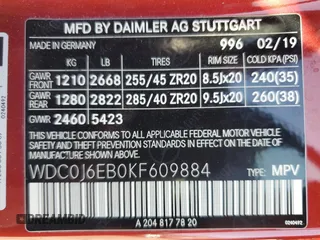 MFD BY DAIMLER AG STUTTGART
MADE IN GERMANY 996 02/19
KG LB TIRE SIZE RIM SIZE COLD KPA(PSI)
GAWR FRONT 1210 2668 255/45 ZR20 8.5Jx20 240(35)
GAWR REAR 1280 2822 285/40 ZR20 9.5Jx20 260(38)
GVWR 2460 5423
THIS VEHICLE CONFORMS TO ALL APPLICABLE U.S. FEDERAL MOTOR VEHICLE
SAFETY AND THEFT PREVENTION STANDARDS IN EFFECT
ON THE DATE OF MANUFACTURE SHOWN ABOVE
WDC0J6EB0KF609884 TYPE: MPV
A 204 817 78 20